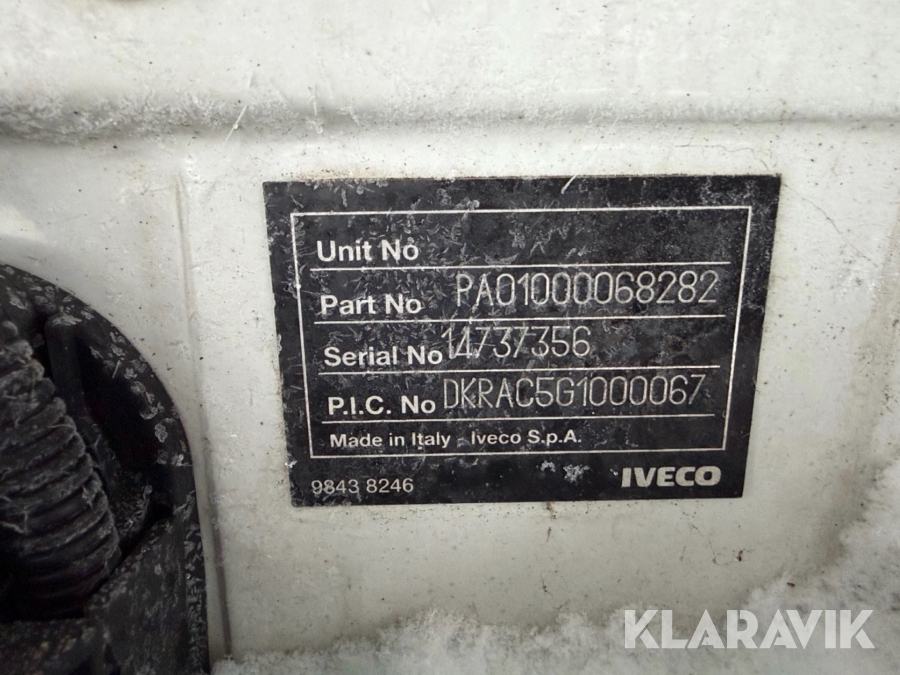 Unit No
Part No PA01000068282
Serial No 14737356
P.I.C. No DKRAC5G1000067
Made in Italy - Iveco S.p.A.
9843 8246 IVECO
KLARAVIK